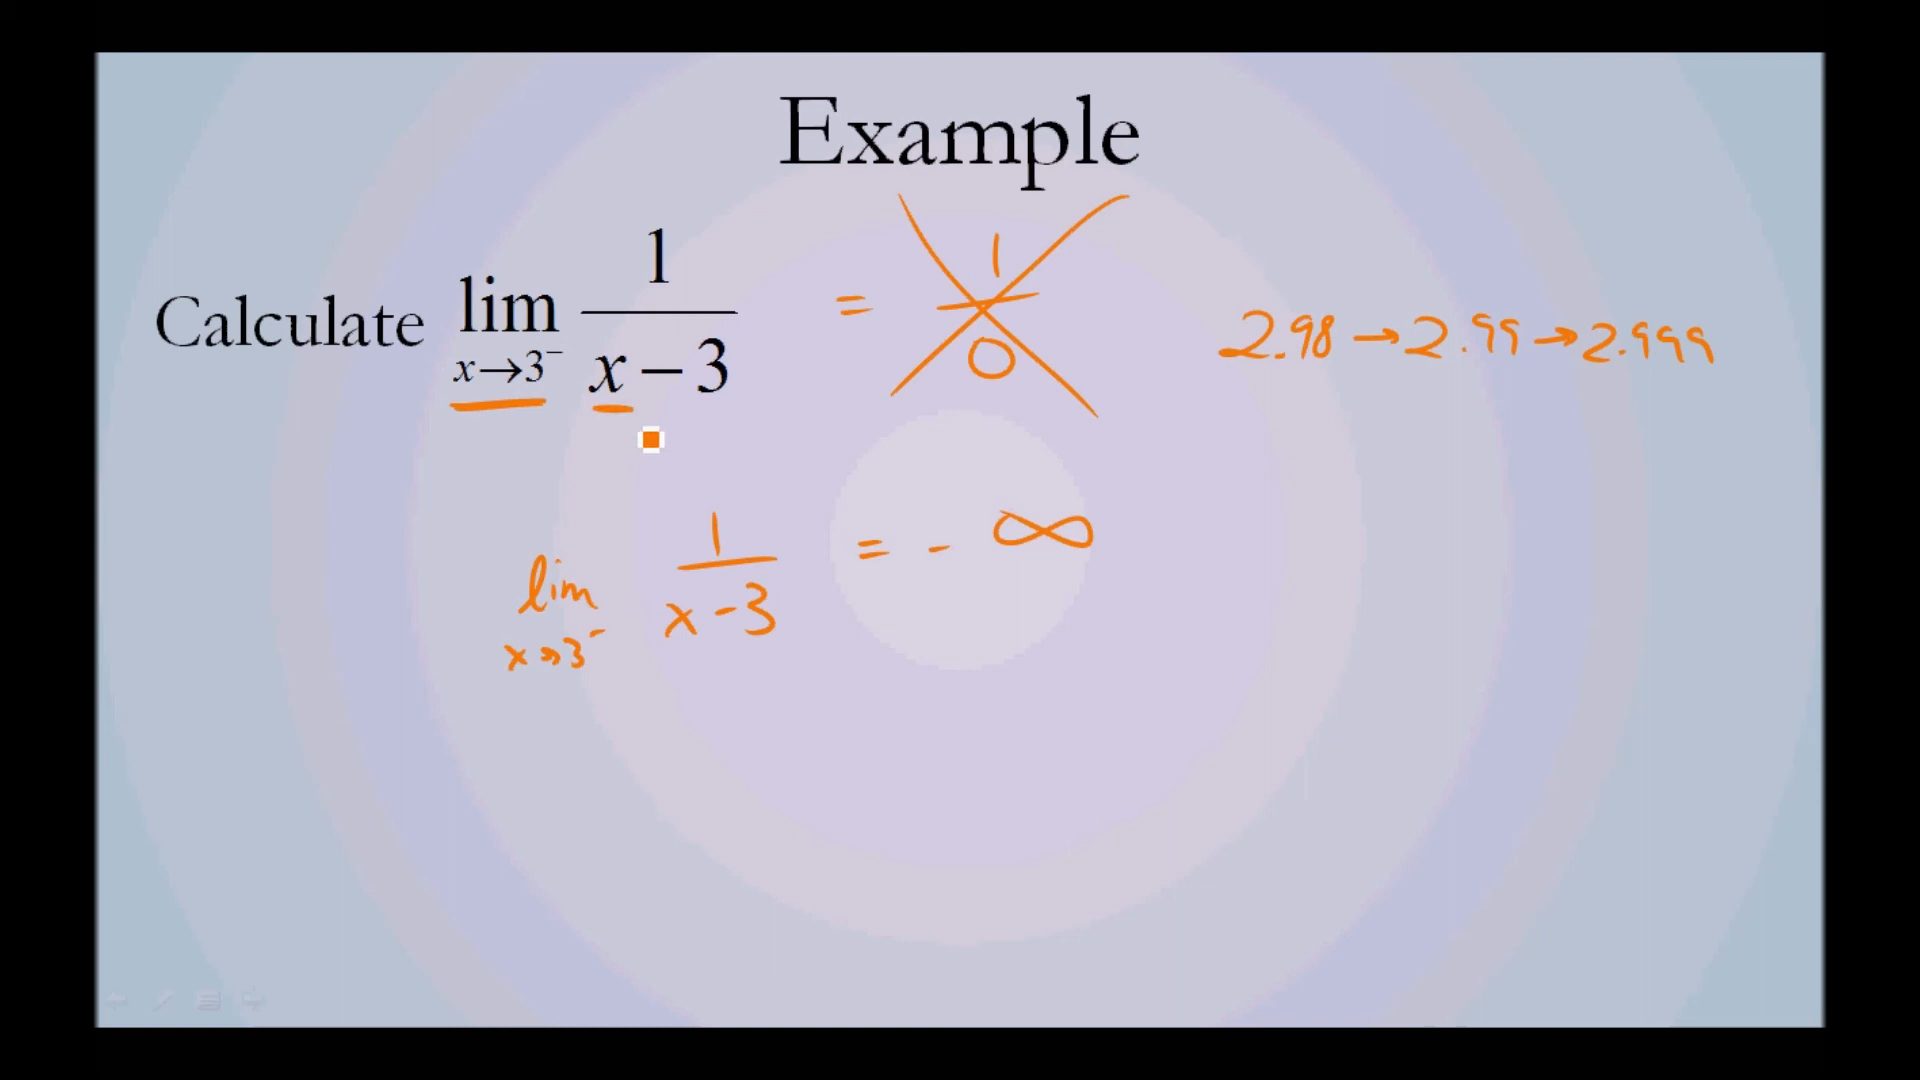 Example
Calculate lim x→3⁻ 1/(x−3) = 1/0 2.98→2.99→2.999
lim x→3⁻ 1/(x-3) = - ∞